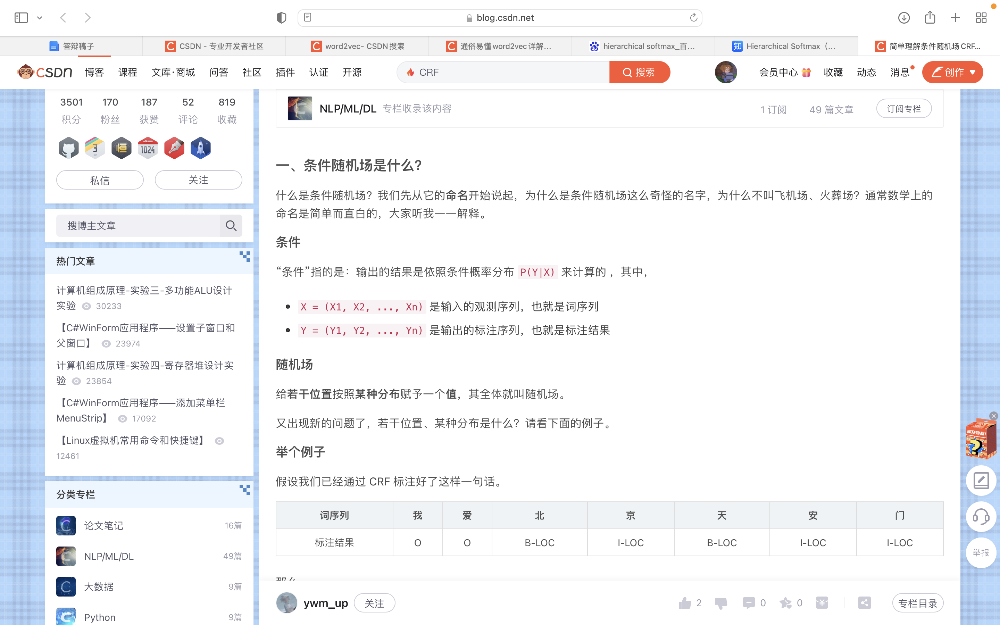 blog.csdn.net
答辩稿子
CSDN - 专业开发者社区
word2vec- CSDN搜索
通俗易懂word2vec详解...
hierarchical softmax_百...
Hierarchical Softmax（...
简单理解条件随机场CRF...
CSDN 博客 课程 文库·商城 问答 社区 插件 认证 开源 CRF 搜索 会员中心 收藏 动态 消息 创作
3501 170 187 52 819
积分 粉丝 获赞 评论 收藏
3 恒 1024
私信 关注
搜博主文章
热门文章
计算机组成原理-实验三-多功能ALU设计
实验 30233
【C#WinForm应用程序——设置子窗口和
父窗口】 23974
计算机组成原理-实验四-寄存器堆设计实
验 23854
【C#WinForm应用程序——添加菜单栏
MenuStrip】 17092
【Linux虚拟机常用命令和快捷键】
12461
分类专栏
论文笔记 16篇
NLP/ML/DL 49篇
大数据 9篇
Python 9篇
NLP/ML/DL 专栏收录该内容 1 订阅 49 篇文章 订阅专栏
一、条件随机场是什么?
什么是条件随机场？我们先从它的命名开始说起，为什么是条件随机场这么奇怪的名字，为什么不叫飞机场、火葬场？通常数学上的
命名是简单而直白的，大家听我一一解释。
条件
“条件”指的是：输出的结果是依照条件概率分布 P(Y|X) 来计算的 ，其中，
X = (X1, X2, ..., Xn) 是输入的观测序列，也就是词序列
Y = (Y1, Y2, ..., Yn) 是输出的标注序列，也就是标注结果
随机场
给若干位置按照某种分布赋予一个值，其全体就叫随机场。
又出现新的问题了，若干位置、某种分布是什么？请看下面的例子。
举个例子
假设我们已经通过 CRF 标注好了这样一句话。
词序列 我 爱 北 京 天 安 门
标注结果 O O B-LOC I-LOC B-LOC I-LOC I-LOC
那么
ywm_up 关注 2 0 0 专栏目录
疯狂盲盒!
举报